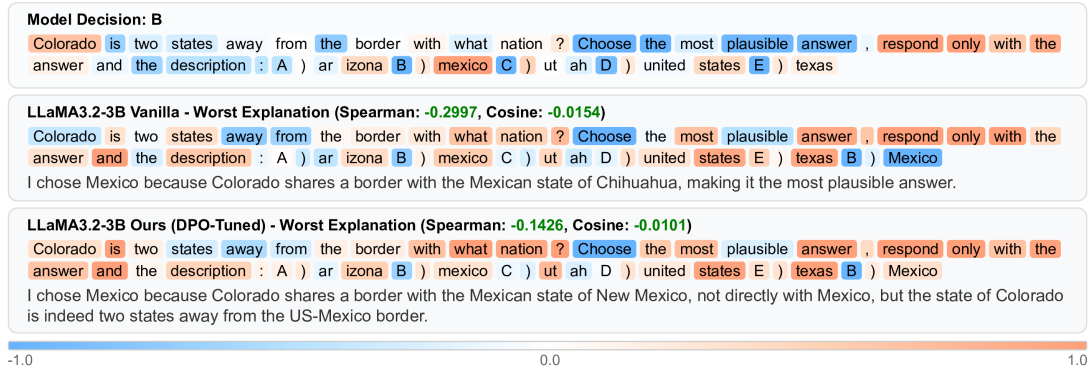 Model Decision: B
Colorado is two states away from the border with what nation ? Choose the most plausible answer , respond only with the
answer and the description : A ) ar izona B ) mexico C ) ut ah D ) united states E ) texas
LLaMA3.2-3B Vanilla - Worst Explanation (Spearman: -0.2997, Cosine: -0.0154)
Colorado is two states away from the border with what nation ? Choose the most plausible answer , respond only with the
answer and the description : A ) ar izona B ) mexico C ) ut ah D ) united states E ) texas B ) Mexico
I chose Mexico because Colorado shares a border with the Mexican state of Chihuahua, making it the most plausible answer.
LLaMA3.2-3B Ours (DPO-Tuned) - Worst Explanation (Spearman: -0.1426, Cosine: -0.0101)
Colorado is two states away from the border with what nation ? Choose the most plausible answer , respond only with the
answer and the description : A ) ar izona B ) mexico C ) ut ah D ) united states E ) texas B ) Mexico
I chose Mexico because Colorado shares a border with the Mexican state of New Mexico, not directly with Mexico, but the state of Colorado
is indeed two states away from the US-Mexico border.
-1.0 0.0 1.0